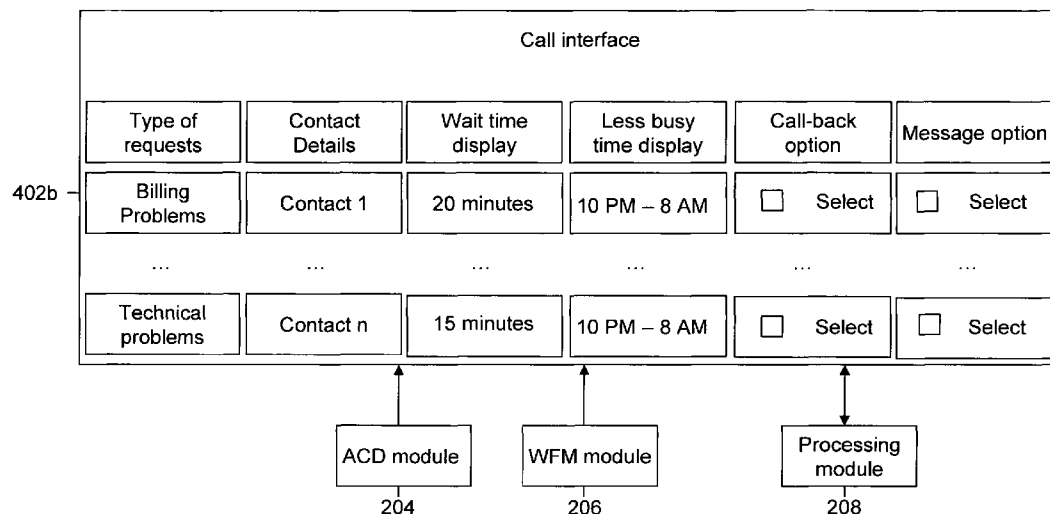 Call interface
Type of
requests
Contact
Details
Wait time
display
Less busy
time display
Call-back
option
Message option
402b
Billing
Problems
Contact 1
20 minutes
10 PM – 8 AM
Select
Select
...
...
...
...
...
...
Technical
problems
Contact n
15 minutes
10 PM – 8 AM
Select
Select
ACD module
WFM module
Processing
module
204
206
208